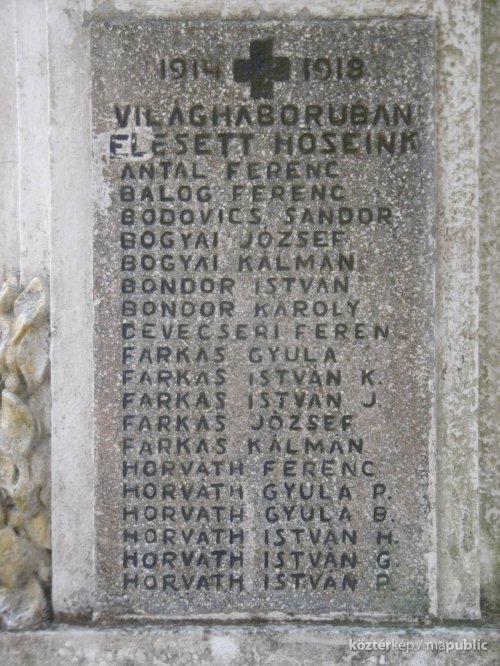 1914 1918
VILÁGHÁBORUBAN
ELESETT HŐSEINK
ANTAL FERENC
BALOG FERENC
BODOVICS SÁNDOR
BOGYAI JÓZSEF
BOGYAI KÁLMÁN
BONDOR ISTVÁN
BONDOR KÁROLY
DEVECSERI FEREN
FARKAS GYULA
FARKAS ISTVÁN K.
FARKAS ISTVÁN J.
FARKAS JÓZSEF
FARKAS KÁLMÁN
HORVÁTH FERENC
HORVÁTH GYULA P.
HORVÁTH GYULA B.
HORVÁTH ISTVÁN H.
HORVÁTH ISTVÁN G.
HORVÁTH ISTVÁN P.
köztérkép / mapublic